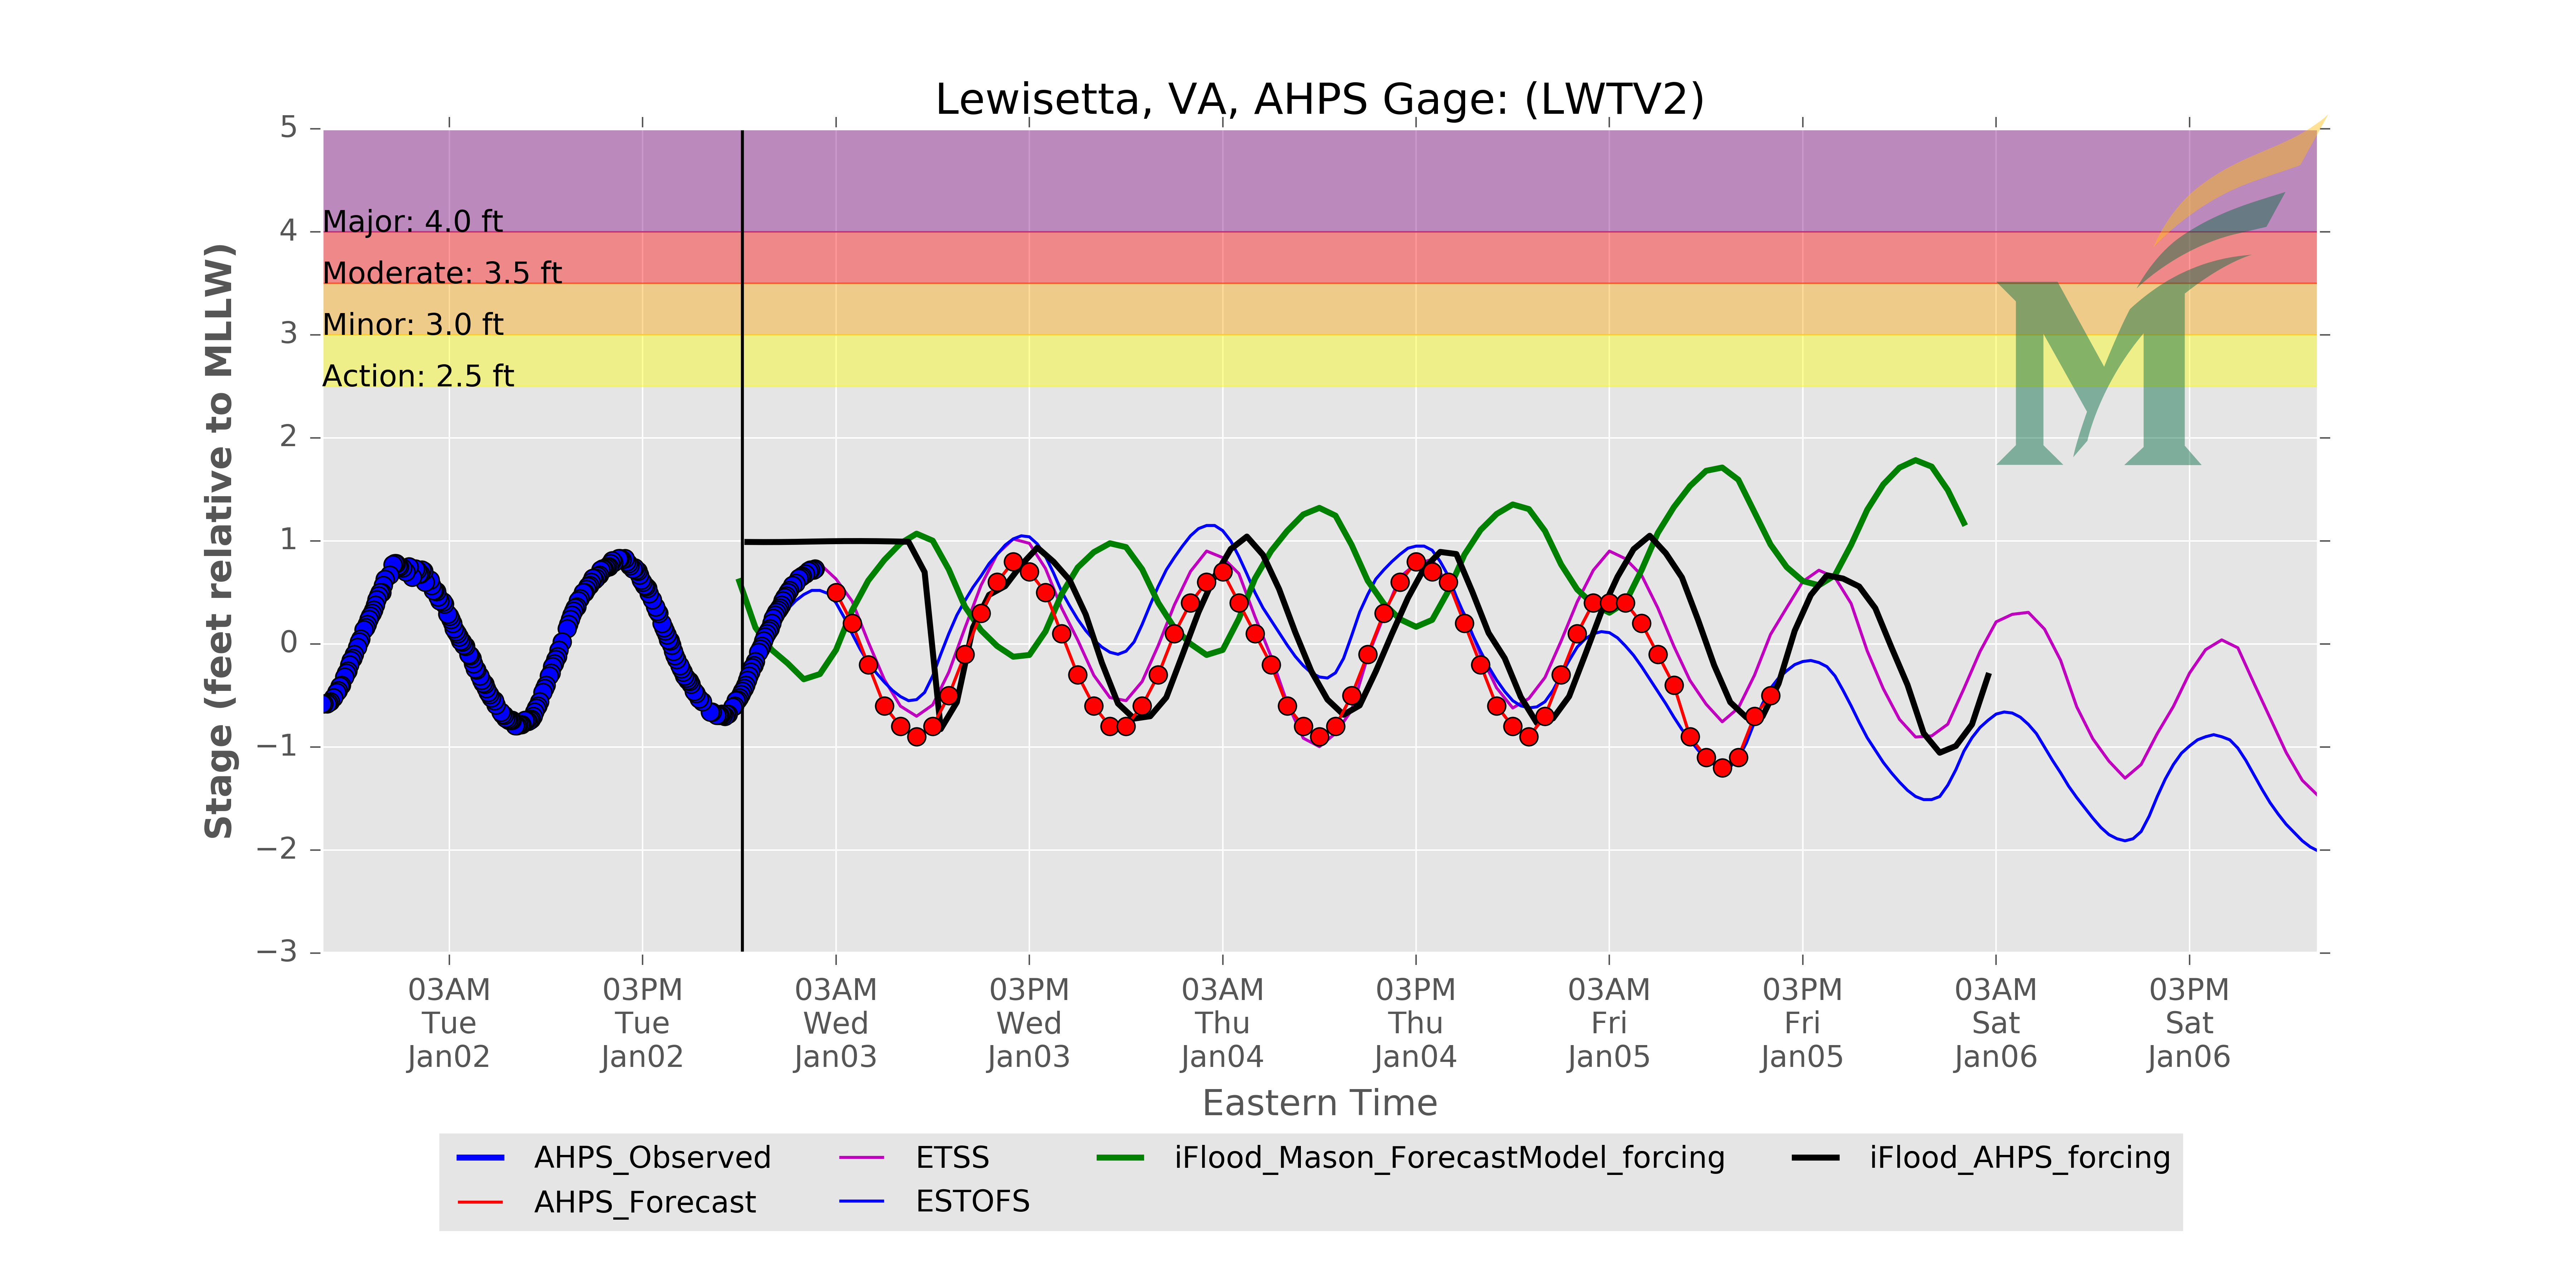 Lewisetta, VA, AHPS Gage: (LWTV2)
Stage (feet relative to MLLW)
5
4
3
2
1
0
−1
−2
−3
Major: 4.0 ft
Moderate: 3.5 ft
Minor: 3.0 ft
Action: 2.5 ft
M
03AM 03PM 03AM 03PM 03AM 03PM 03AM 03PM 03AM 03PM
Tue Tue Wed Wed Thu Thu Fri Fri Sat Sat
Jan02 Jan02 Jan03 Jan03 Jan04 Jan04 Jan05 Jan05 Jan06 Jan06
Eastern Time
AHPS_Observed ETSS iFlood_Mason_ForecastModel_forcing iFlood_AHPS_forcing
AHPS_Forecast ESTOFS